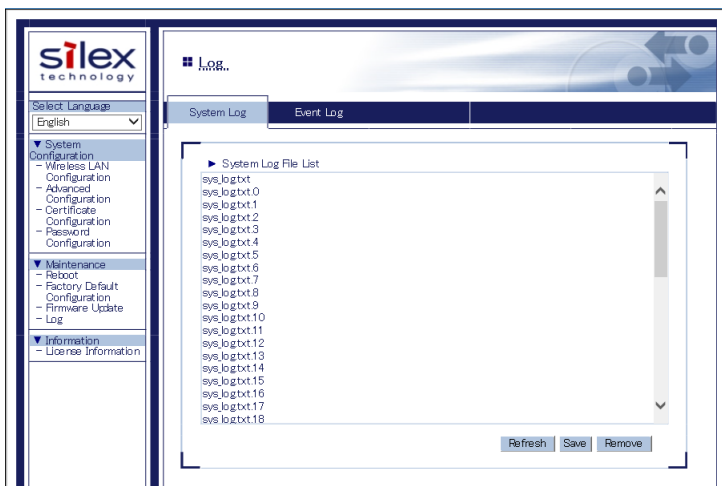 silex
technology
Select Language
English
▼ System
Configuration
- Wireless LAN
Configuration
- Advanced
Configuration
- Certificate
Configuration
- Password
Configuration
▼ Maintenance
- Reboot
- Factory Default
Configuration
- Firmware Update
- Log
▼ Information
- License Information
Log
System Log Event Log
► System Log File List
sys_log.txt
sys_log.txt.0
sys_log.txt.1
sys_log.txt.2
sys_log.txt.3
sys_log.txt.4
sys_log.txt.5
sys_log.txt.6
sys_log.txt.7
sys_log.txt.8
sys_log.txt.9
sys_log.txt.10
sys_log.txt.11
sys_log.txt.12
sys_log.txt.13
sys_log.txt.14
sys_log.txt.15
sys_log.txt.16
sys_log.txt.17
sys_log.txt.18
Refresh Save Remove